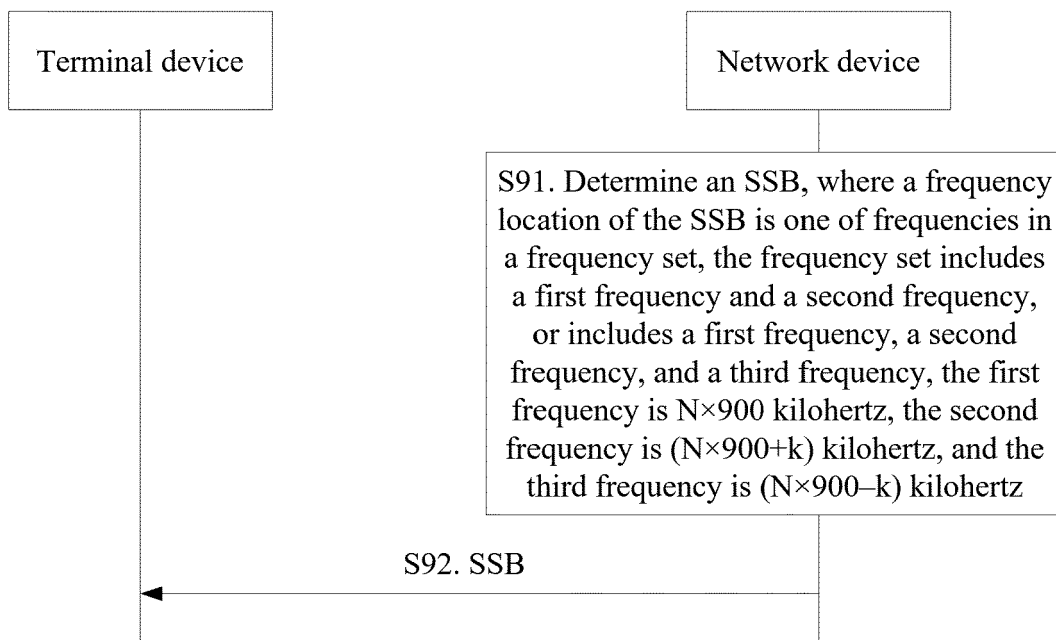 Terminal device
Network device
S91. Determine an SSB, where a frequency
location of the SSB is one of frequencies in
a frequency set, the frequency set includes
a first frequency and a second frequency,
or includes a first frequency, a second
frequency, and a third frequency, the first
frequency is N×900 kilohertz, the second
frequency is (N×900+k) kilohertz, and the
third frequency is (N×900–k) kilohertz
S92. SSB